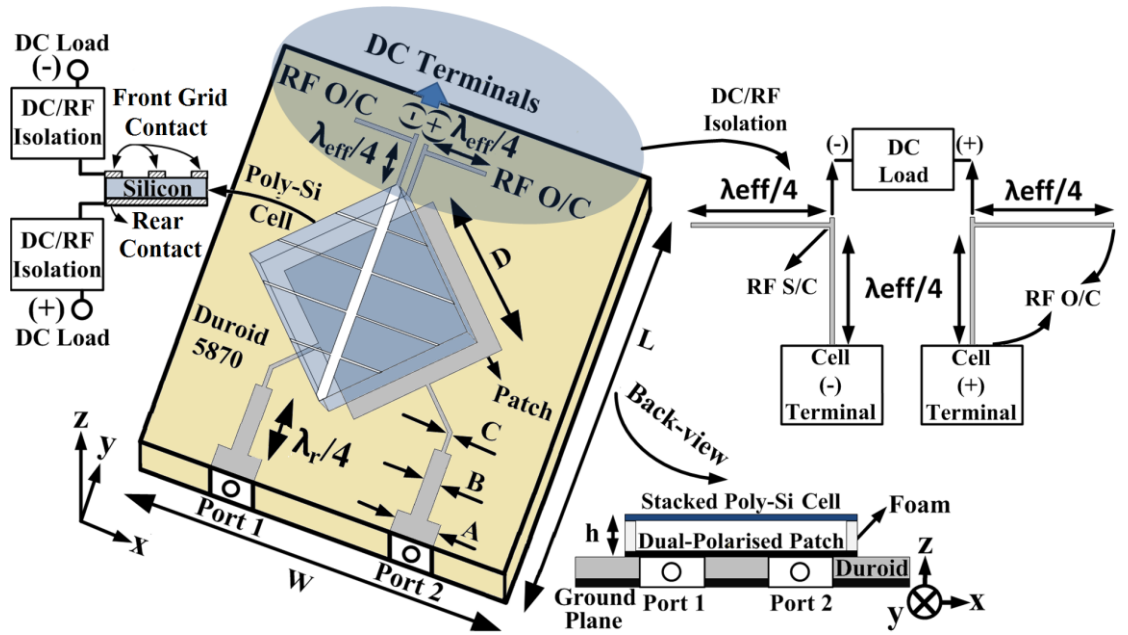 DC Load
(-)
DC/RF
Isolation
Front Grid
Contact
Silicon
Rear
Contact
DC/RF
Isolation
(+)
DC Load
Poly-Si
Cell
DC Terminals
RF O/C
(-)
(+)
λeff/4
λeff/4
RF O/C
D
L
Duroid
5870
Patch
λr/4
C
B
A
Port 1
Port 2
W
z
y
x
DC/RF
Isolation
(-)
DC
Load
(+)
λeff/4
λeff/4
RF S/C
λeff/4
λeff/4
RF O/C
Cell
(-)
Terminal
Cell
(+)
Terminal
Back-view
Stacked Poly-Si Cell
Foam
h
Dual-Polarised Patch
Duroid
Ground
Plane
Port 1
Port 2
z
y
x